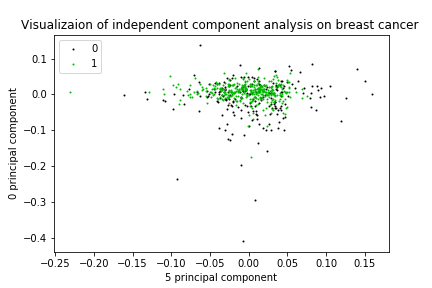 Visualizaion of independent component analysis on breast cancer
0
1
0.1
0.0
−0.1
−0.2
−0.3
−0.4
0 principal component
−0.25 −0.20 −0.15 −0.10 −0.05 0.00 0.05 0.10 0.15
5 principal component